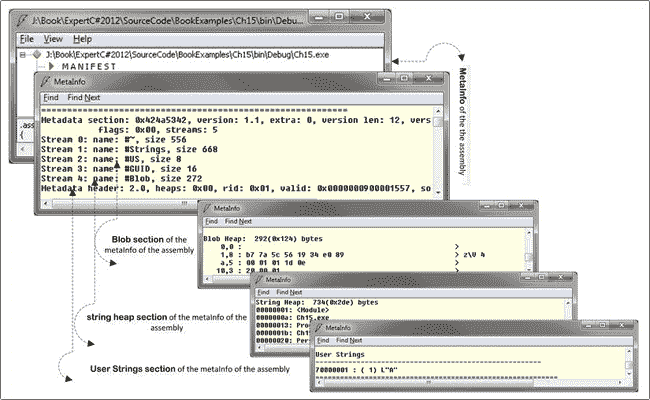 J:\Book\ExpertC#2012\SourceCode\BookExamples\Ch15\bin\Debug...
File View Help
J:\Book\ExpertC#2012\SourceCode\BookExamples\Ch15\bin\Debug\Ch15.exe
MANIFEST
MetaInfo
Find Find Next
Metadata section: 0x424a5342, version: 1.1, extra: 0, version len: 12, vers
flags: 0x00, streams: 5
Stream 0: name: #~, size 556
Stream 1: name: #Strings, size 668
Stream 2: name: #US, size 8
Stream 3: name: #GUID, size 16
Stream 4: name: #Blob, size 272
Metadata header: 2.0, heaps: 0x00, rid: 0x01, valid: 0x0000000900001557, so
.ass
{
MetaInfo of the the assembly
MetaInfo
Find Find Next
Blob Heap: 292(0x124) bytes
0,0 : >
1,8 : b7 7a 5c 56 19 34 e0 89 > z\V 4
a,5 : 00 01 01 1d 0e >
10,3 : 20 00 01 >
Blob section of the
metaInfo of the assembly
MetaInfo
Find Find Next
String Heap: 734(0x2de) bytes
00000001: <Module>
0000000a: Ch15.exe
00000013: Pro
0000001b: Ch1
00000020: Per
string heap section of the metaInfo of the
assembly
MetaInfo
Find Find Next
User Strings
70000001 : ( 1) L"A"
User Strings section of the metaInfo of the assembly